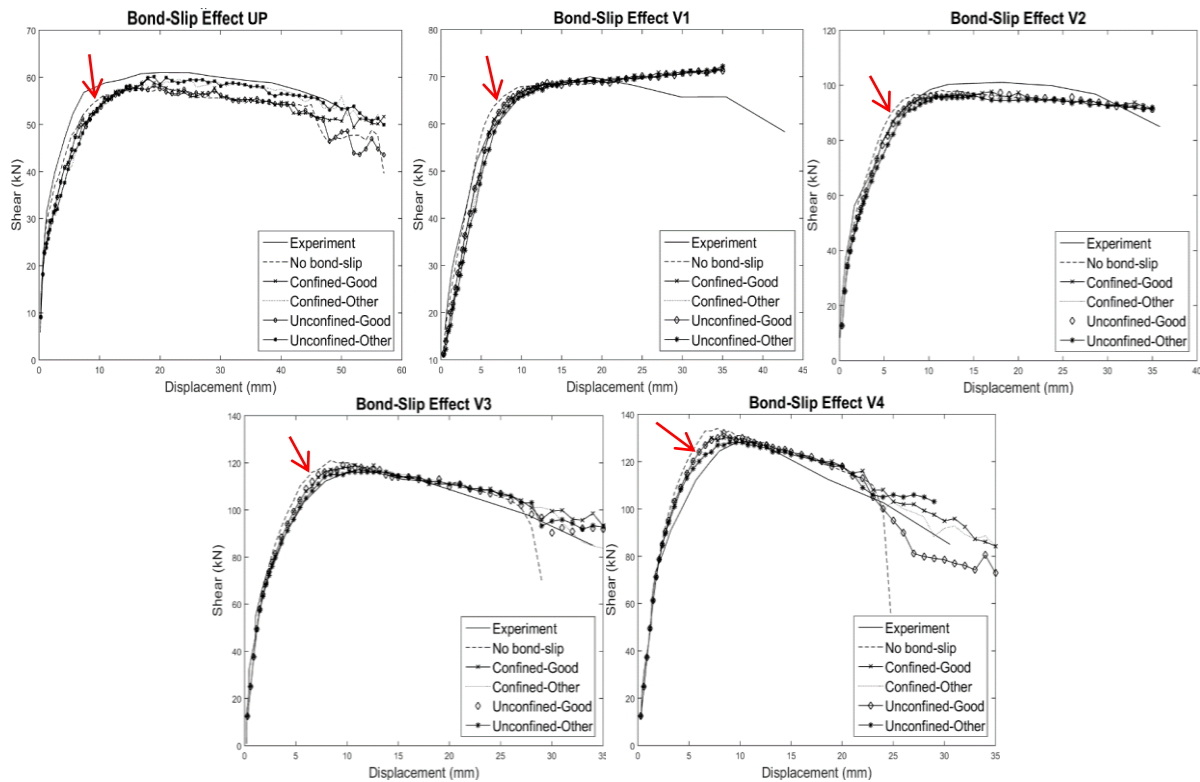 Bond-Slip Effect UP
70
60
50
40
30
20
10
0
Shear (kN)
0 10 20 30 40 50 60
Displacement (mm)
Experiment
No bond-slip
Confined-Good
Confined-Other
Unconfined-Good
Unconfined-Other
Bond-Slip Effect V1
80
70
60
50
40
30
20
10
Shear (kN)
0 5 10 15 20 25 30 35 40 45
Displacement (mm)
Experiment
No bond-slip
Confined-Good
Confined-Other
Unconfined-Good
Unconfined-Other
Bond-Slip Effect V2
120
100
80
60
40
20
0
Shear (kN)
0 5 10 15 20 25 30 35 40
Displacement (mm)
Experiment
No bond-slip
Confined-Good
Confined-Other
Unconfined-Good
Unconfined-Other
Bond-Slip Effect V3
140
120
100
80
60
40
20
0
Shear (kN)
0 5 10 15 20 25 30 35
Displacement (mm)
Experiment
No bond-slip
Confined-Good
Confined-Other
Unconfined-Good
Unconfined-Other
Bond-Slip Effect V4
140
120
100
80
60
40
20
0
Shear (kN)
0 5 10 15 20 25 30 35
Displacement (mm)
Experiment
No bond-slip
Confined-Good
Confined-Other
Unconfined-Good
Unconfined-Other